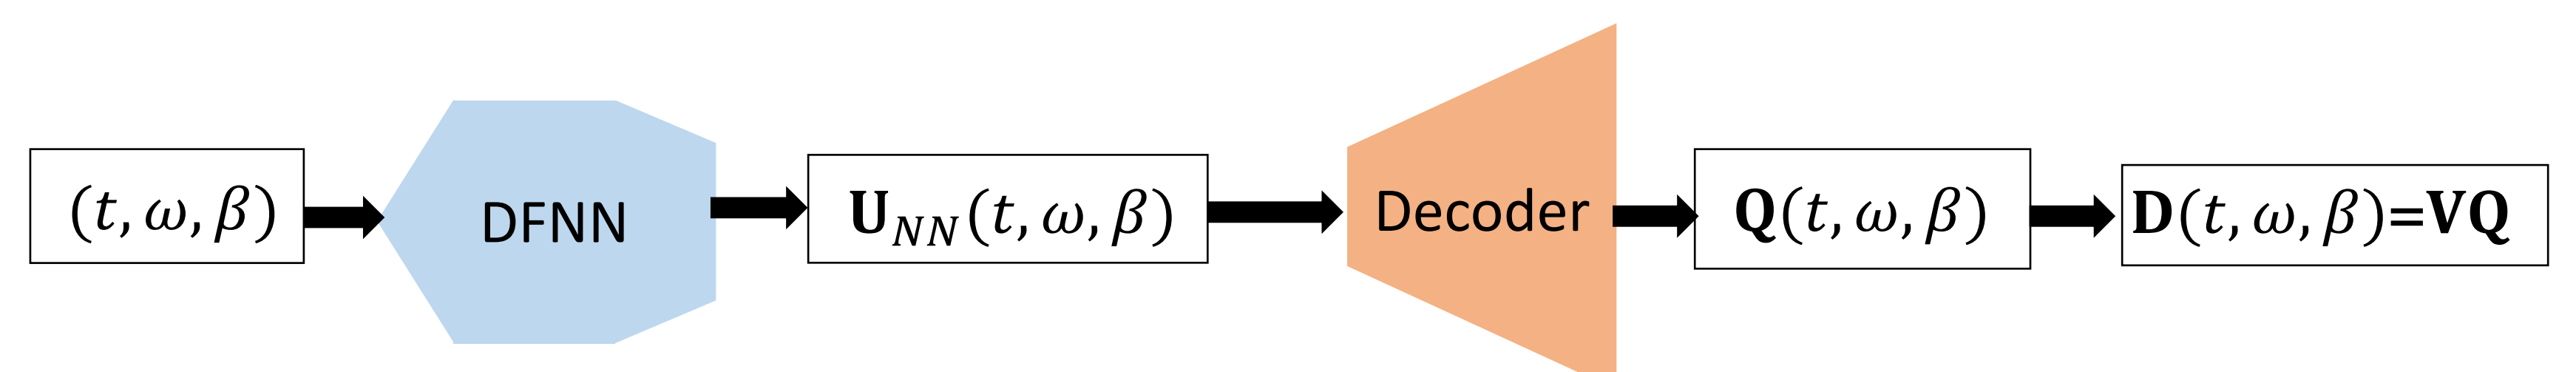 (t, ω, β)
DFNN
U_NN(t, ω, β)
Decoder
Q(t, ω, β)
D(t, ω, β)=VQ